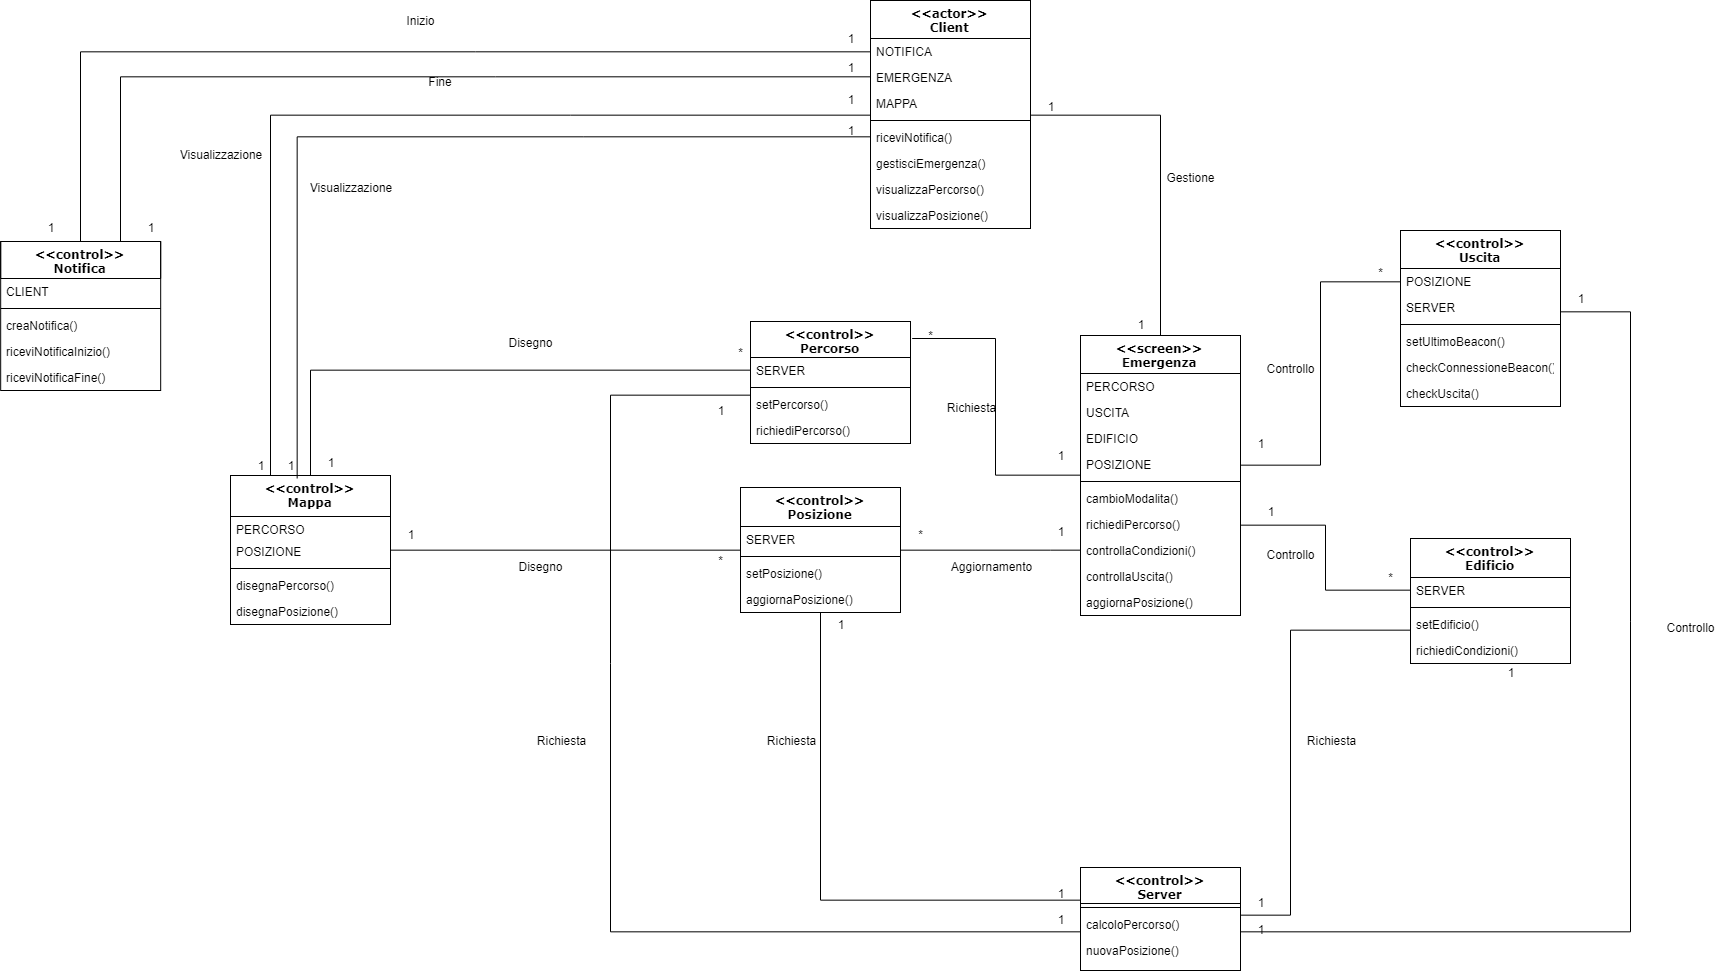 Inizio
Fine
Visualizzazione
Visualizzazione
Gestione
1
1
1
1
1
<<actor>>
Client
NOTIFICA
EMERGENZA
MAPPA
riceviNotifica()
gestisciEmergenza()
visualizzaPercorso()
visualizzaPosizione()
1
1
<<control>>
Notifica
CLIENT
creaNotifica()
riceviNotificaInizio()
riceviNotificaFine()
1
1
1
<<control>>
Mappa
PERCORSO
POSIZIONE
disegnaPercorso()
disegnaPosizione()
1
Disegno
*
<<control>>
Percorso
SERVER
setPercorso()
richiediPercorso()
1
*
Richiesta
1
Disegno
*
<<control>>
Posizione
SERVER
setPosizione()
aggiornaPosizione()
1
*
Aggiornamento
1
1
<<screen>>
Emergenza
PERCORSO
USCITA
EDIFICIO
POSIZIONE
cambioModalita()
richiediPercorso()
controllaCondizioni()
controllaUscita()
aggiornaPosizione()
1
Controllo
*
<<control>>
Uscita
POSIZIONE
SERVER
setUltimoBeacon()
checkConnessioneBeacon()
checkUscita()
1
1
Controllo
*
<<control>>
Edificio
SERVER
setEdificio()
richiediCondizioni()
1
Controllo
Richiesta
Richiesta
Richiesta
1
1
1
1
<<control>>
Server
calcoloPercorso()
nuovaPosizione()